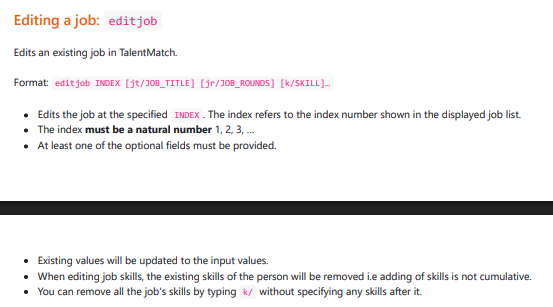 Editing a job: editjob
Edits an existing job in TalentMatch.
Format: editjob INDEX [jt/JOB_TITLE] [jr/JOB_ROUNDS] [k/SKILL]…
• Edits the job at the specified INDEX . The index refers to the index number shown in the displayed job list.
• The index must be a natural number 1, 2, 3, …
• At least one of the optional fields must be provided.
• Existing values will be updated to the input values.
• When editing job skills, the existing skills of the person will be removed i.e adding of skills is not cumulative.
• You can remove all the job's skills by typing k/ without specifying any skills after it.